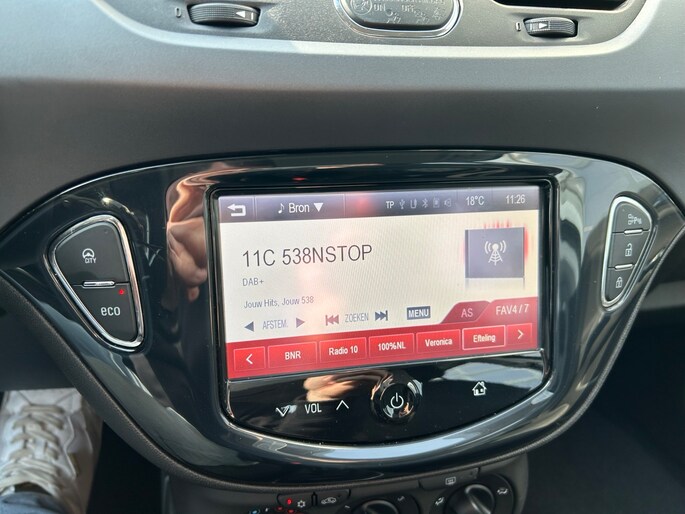 Bron TP 18°C 11:26
11C 538NSTOP
DAB+
Jouw Hits, Jouw 538
AFSTEM. ZOEKEN MENU AS FAV4 / 7
BNR Radio 10 100%NL Veronica Efteling
CITY
eco
VOL